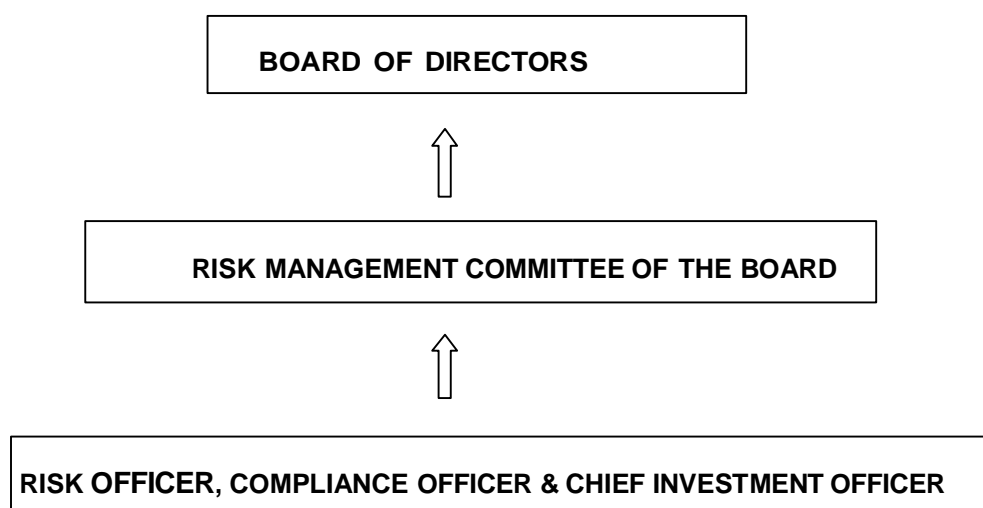 BOARD OF DIRECTORS
RISK MANAGEMENT COMMITTEE OF THE BOARD
RISK OFFICER, COMPLIANCE OFFICER & CHIEF INVESTMENT OFFICER